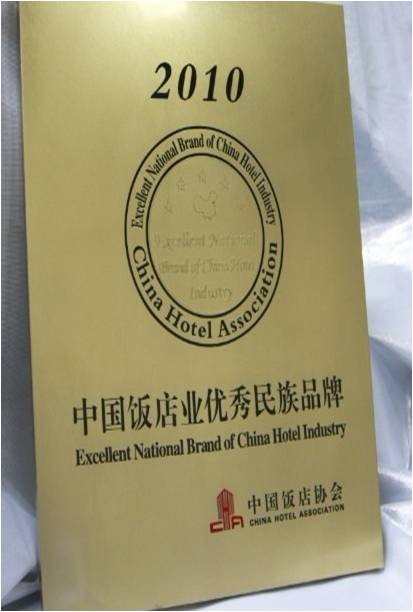 2010
Excellent National Brand of China Hotel Industry
Excellent National
Brand of China Hotel
Industry
China Hotel Association
中国饭店业优秀民族品牌
Excellent National Brand of China Hotel Industry
CHA
中国饭店协会
CHINA HOTEL ASSOCIATION